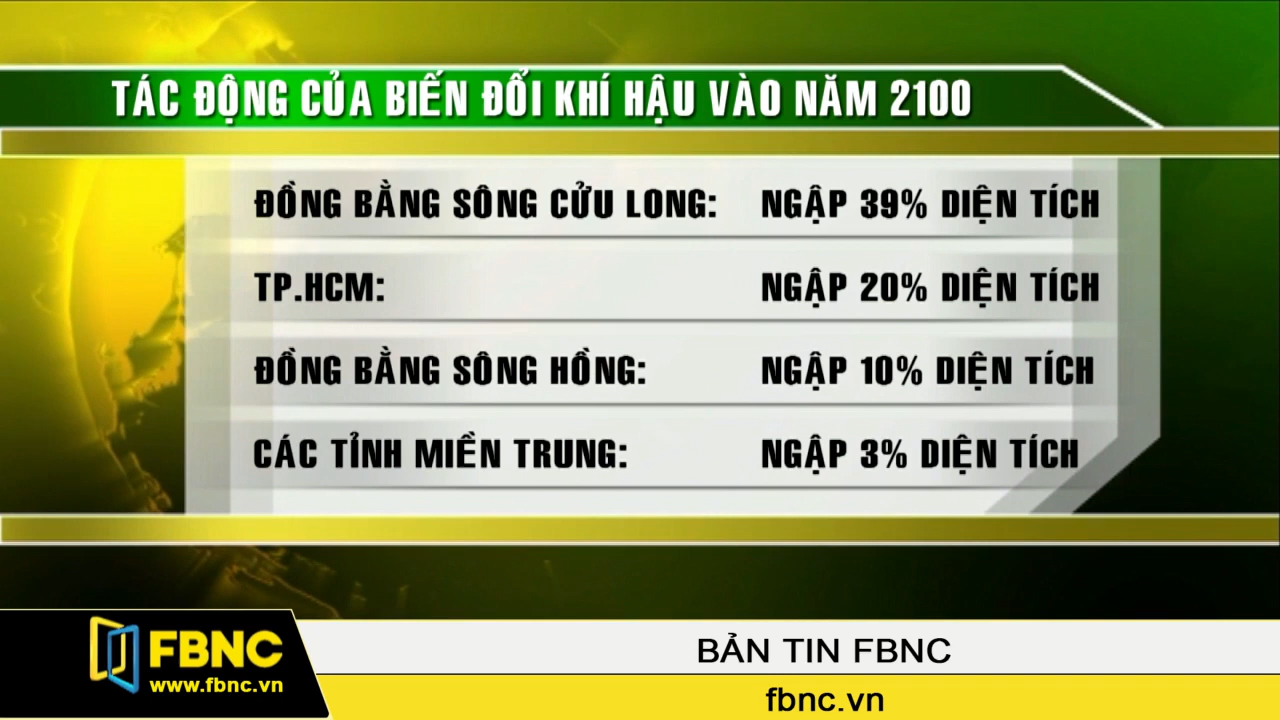 TÁC ĐỘNG CỦA BIẾN ĐỔI KHÍ HẬU VÀO NĂM 2100
ĐỒNG BẰNG SÔNG CỬU LONG: NGẬP 39% DIỆN TÍCH
TP.HCM: NGẬP 20% DIỆN TÍCH
ĐỒNG BẰNG SÔNG HỒNG: NGẬP 10% DIỆN TÍCH
CÁC TỈNH MIỀN TRUNG: NGẬP 3% DIỆN TÍCH
FBNC
www.fbnc.vn
BẢN TIN FBNC
fbnc.vn